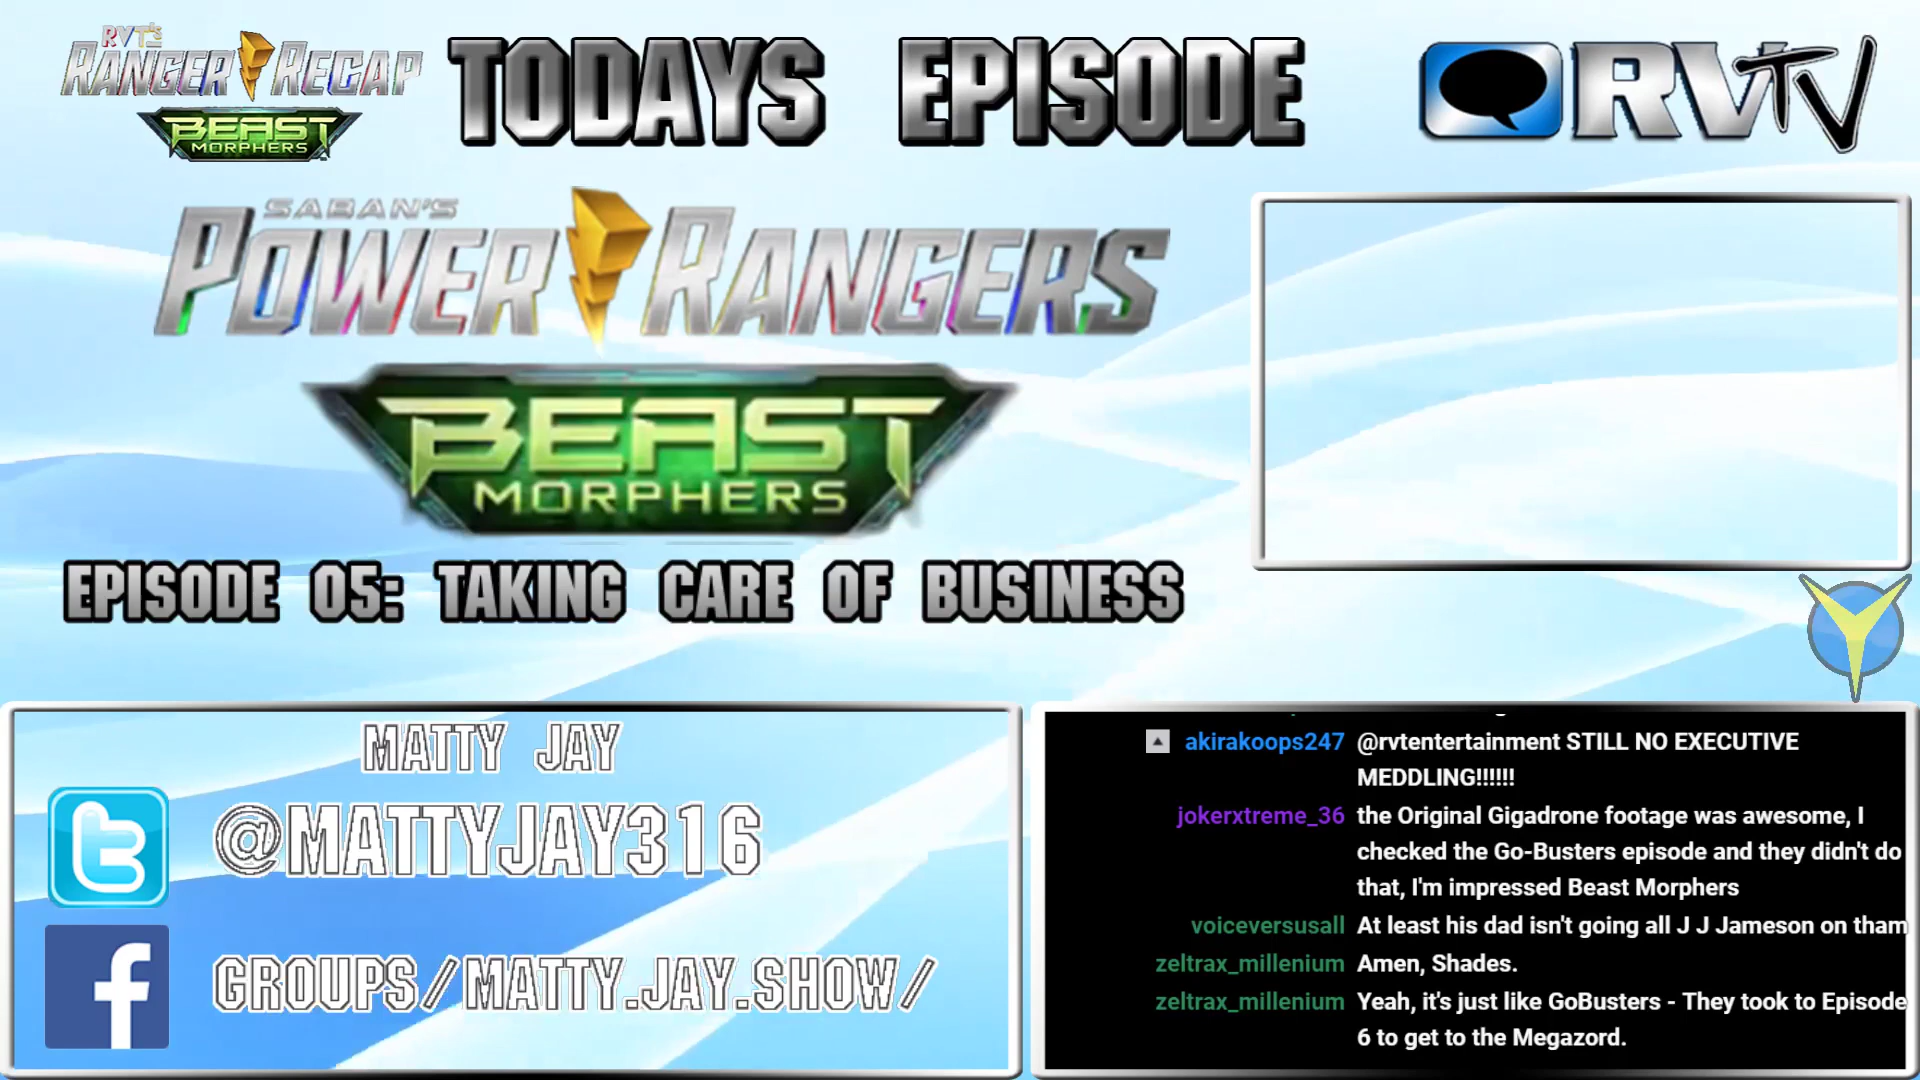 RVT's
RANGER RECAP
BEAST
MORPHERS
TODAYS EPISODE
RVTV
SABAN'S
POWER RANGERS
BEAST
MORPHERS
EPISODE 05: TAKING CARE OF BUSINESS
MATTY JAY
@MATTYJAY316
GROUPS/MATTY.JAY.SHOW/
akirakoops247 @rvtentertainment STILL NO EXECUTIVE
MEDDLING!!!!!!
jokerxtreme_36 the Original Gigadrone footage was awesome, I
checked the Go-Busters episode and they didn't do
that, I'm impressed Beast Morphers
voiceversusall At least his dad isn't going all J J Jameson on tham
zeltrax_millenium Amen, Shades.
zeltrax_millenium Yeah, it's just like GoBusters - They took to Episode
6 to get to the Megazord.